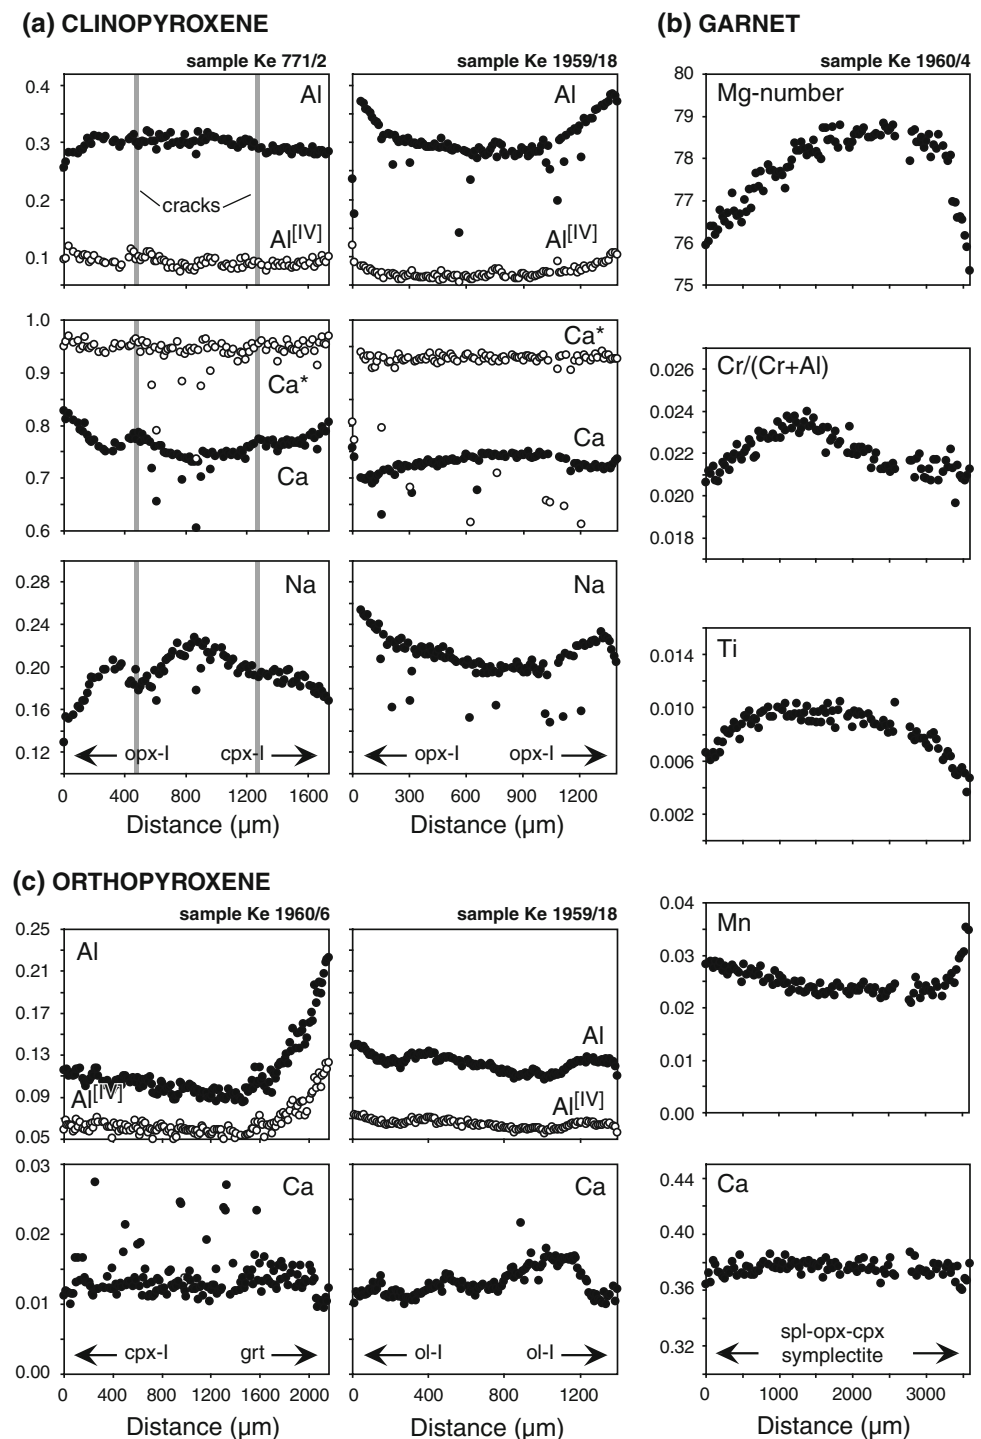 (a) CLINOPYROXENE
sample Ke 771/2
sample Ke 1959/18
0.4
0.3
0.2
0.1
Al
cracks
Al[IV]
Al
Al[IV]
1.0
0.9
0.8
0.7
0.6
Ca*
Ca
Ca*
Ca
0.28
0.24
0.20
0.16
0.12
Na
opx-I
cpx-I
Na
opx-I
opx-I
0 400 800 1200 1600
0 300 600 900 1200
Distance (µm)
Distance (µm)
(b) GARNET
sample Ke 1960/4
80
79
78
77
76
75
Mg-number
0.026
0.024
0.022
0.020
0.018
Cr/(Cr+Al)
0.014
0.010
0.006
0.002
Ti
0.04
0.03
0.02
0.01
0.00
Mn
0.44
0.40
0.36
0.32
Ca
spl-opx-cpx
symplectite
0 1000 2000 3000
Distance (µm)
(c) ORTHOPYROXENE
sample Ke 1960/6
sample Ke 1959/18
0.25
0.21
0.17
0.13
0.09
0.05
Al
Al[IV]
Al
Al[IV]
0.03
0.02
0.01
0.00
Ca
cpx-I
grt
Ca
ol-I
ol-I
0 400 800 1200 1600 2000
0 400 800 1200
Distance (µm)
Distance (µm)